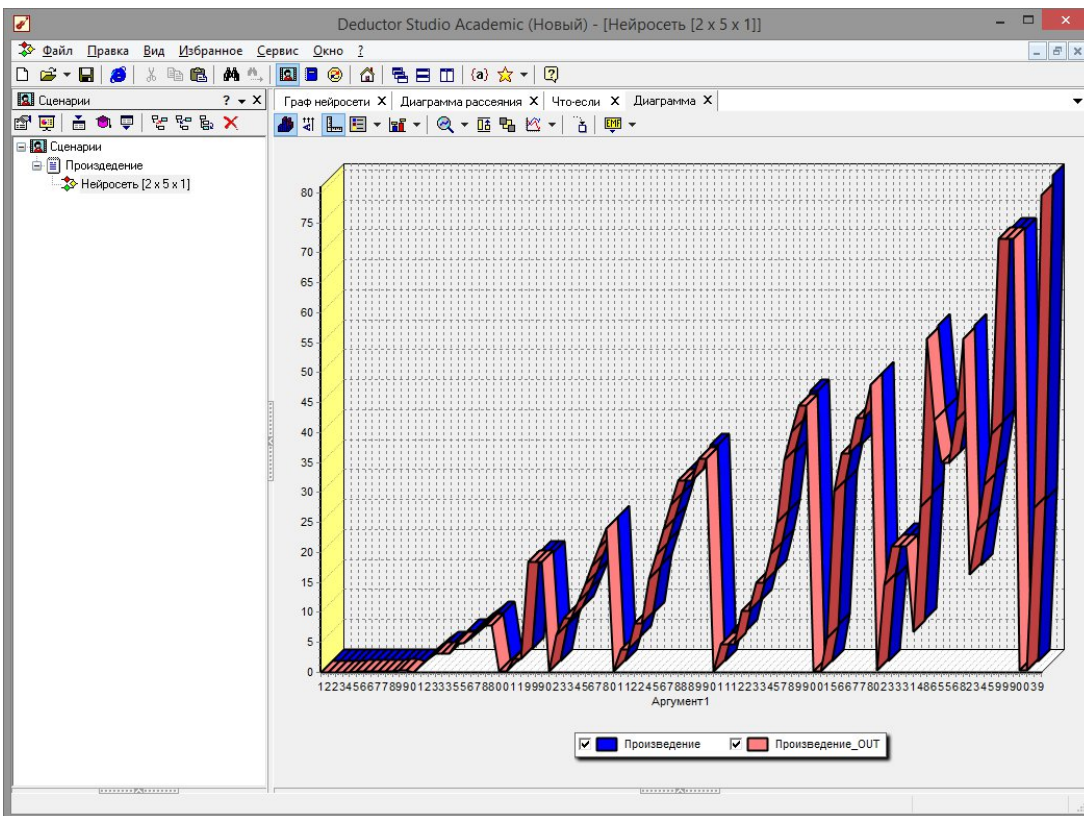 Deductor Studio Academic (Новый) - [Нейросеть [2 x 5 x 1]]
Файл Правка Вид Избранное Сервис Окно ?
Сценарии
Граф нейросети Диаграмма рассеяния Что-если Диаграмма
Сценарии
Произдедение
Нейросеть [2 x 5 x 1]
80
75
70
65
60
55
50
45
40
35
30
25
20
15
10
5
0
Аргумент1
Произведение Произведение_OUT